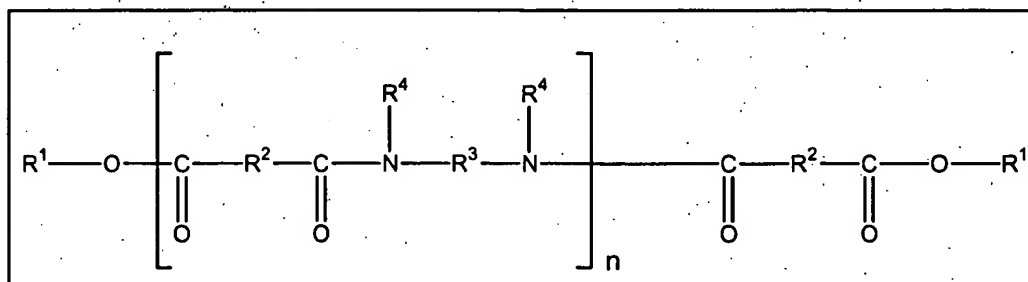 R⁴ R⁴
R¹ O C R² C N R³ N C R² C O R¹
O O O O
n